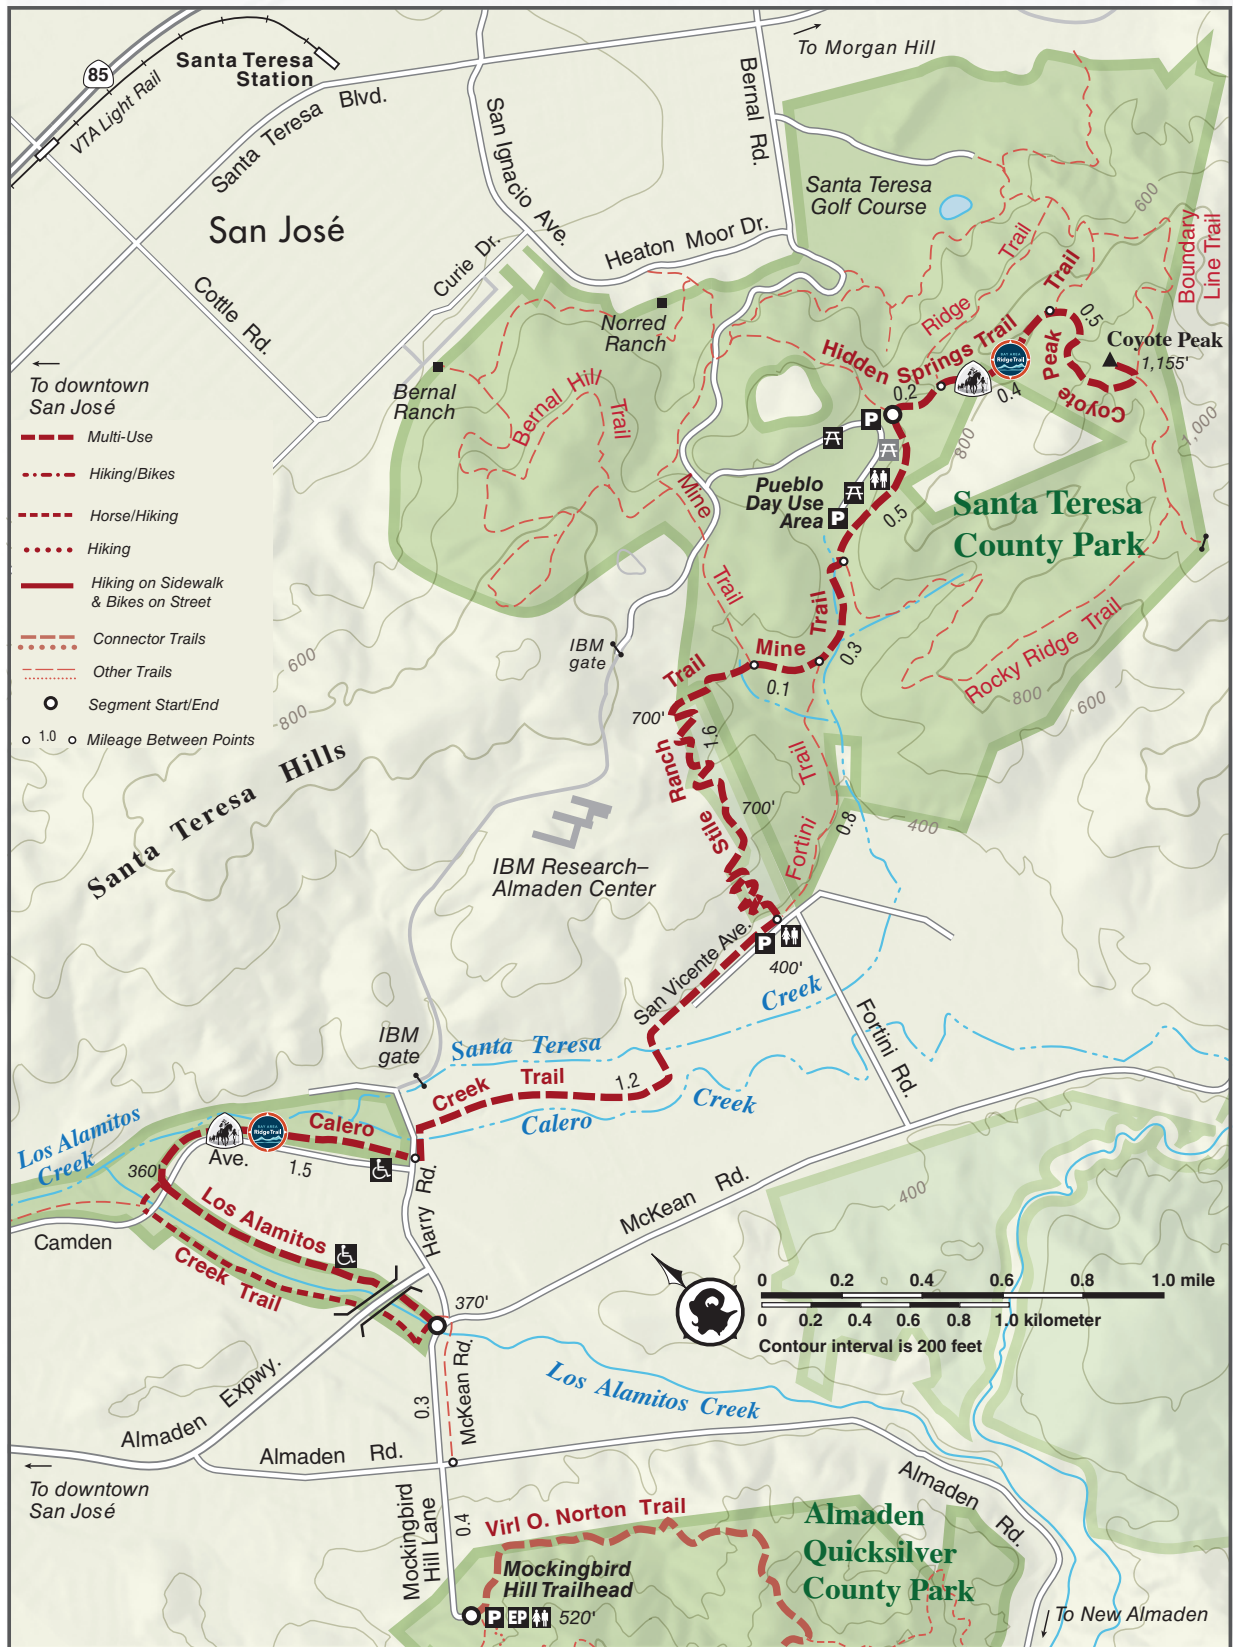 To Morgan Hill
Santa Teresa
Station
85
VTA Light Rail
Santa Teresa Blvd.
San Ignacio Ave.
Bernal Rd.
Santa Teresa
Golf Course
600
Boundary
Line Trail
San José
Curie Dr.
Heaton Moor Dr.
Cottle Rd.
Norred
Ranch
Ridge Trail
Trail
0.5
Coyote Peak
1,155'
Hidden Springs Trail
BAY AREA
Ridge Trail
Peak
Coyote
0.2
0.4
To downtown
San José
Bernal
Ranch
Bernal Hill
Trail
P
1,000
800
Multi-Use
Hiking/Bikes
Horse/Hiking
Hiking
Hiking on Sidewalk
& Bikes on Street
Connector Trails
Other Trails
Segment Start/End
1.0
Mileage Between Points
Mine
Trail
Pueblo
Day Use
Area
P
0.5
Santa Teresa
County Park
IBM
gate
600
800
Mine Trail
0.3
0.1
Rocky Ridge Trail
800
600
Trail
Ranch
Stile
700'
1.6
700'
Fortini
Trail
0.8
400
Santa Teresa Hills
IBM Research–
Almaden Center
San Vicente Ave.
P
400'
Creek
Fortini Rd.
IBM
gate
Santa Teresa
Creek Trail
1.2
Creek
Calero
Los Alamitos
Creek
BAY AREA
Ridge Trail
Calero
Ave.
1.5
360'
Harry Rd.
Los Alamitos
Creek Trail
Camden
McKean Rd.
400
370'
0 0.2 0.4 0.6 0.8 1.0 mile
0 0.2 0.4 0.6 0.8 1.0 kilometer
Contour interval is 200 feet
Los Alamitos Creek
Almaden Expwy.
0.3
McKean Rd.
Almaden Rd.
To downtown
San José
Almaden
Rd.
Mockingbird
Hill Lane
0.4
Virl O. Norton Trail
Mockingbird
Hill Trailhead
P EP 520'
Almaden
Quicksilver
County Park
To New Almaden